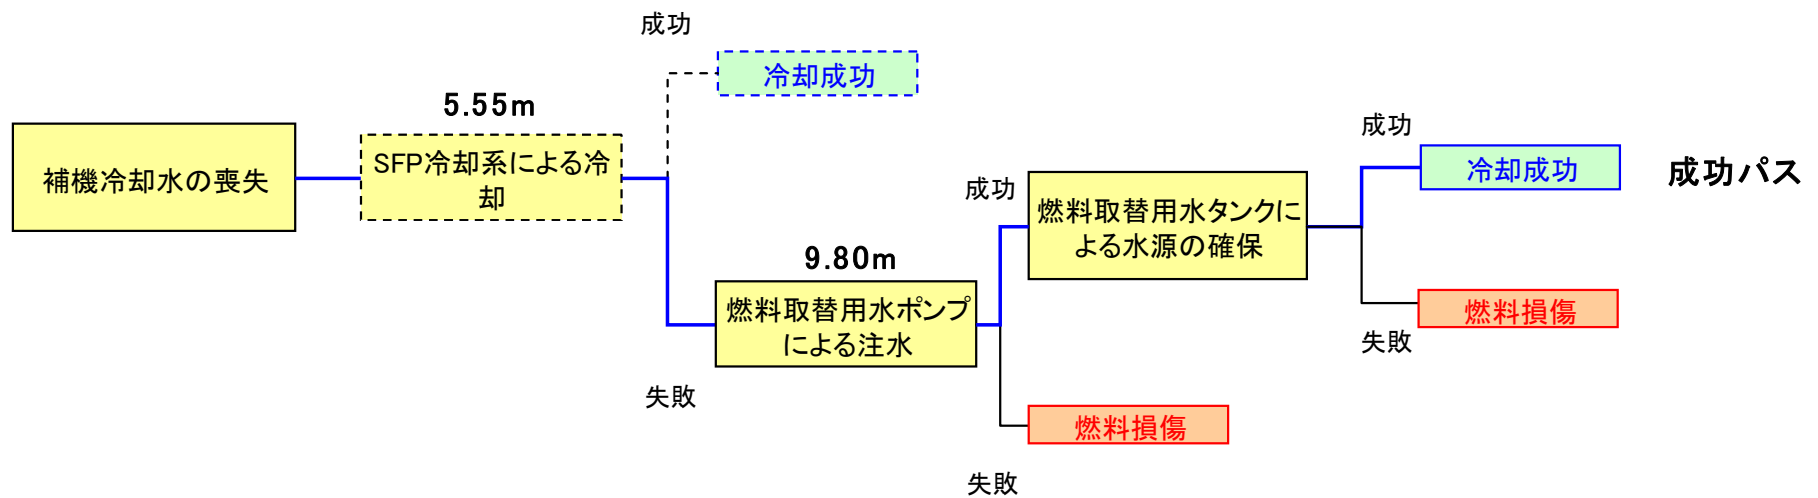 成功
冷却成功
5.55m
補機冷却水の喪失
SFP冷却系による冷
却
成功
冷却成功
成功パス
成功
燃料取替用水タンクに
よる水源の確保
9.80m
燃料取替用水ポンプ
による注水
燃料損傷
失敗
失敗
燃料損傷
失敗